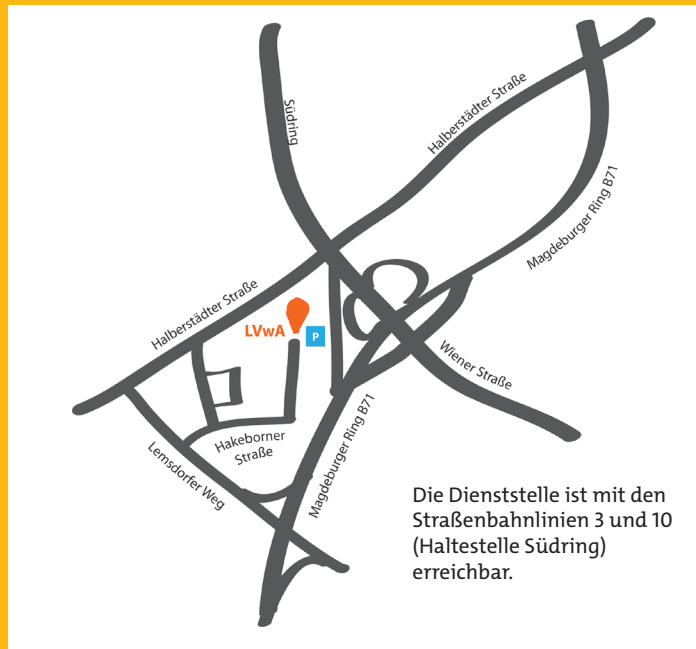 Südring
Halberstädter Straße
Magdeburger Ring B71
Halberstädter Straße
LVwA
P
Wiener Straße
Hakeborner
Straße
Lemsdorfer Weg
Magdeburger Ring B71
Die Dienststelle ist mit den
Straßenbahnlinien 3 und 10
(Haltestelle Südring)
erreichbar.